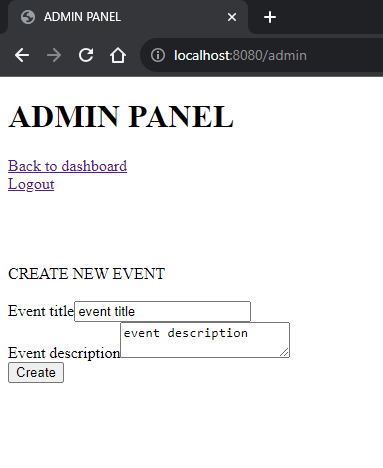 ADMIN PANEL
localhost:8080/admin
ADMIN PANEL
Back to dashboard
Logout
CREATE NEW EVENT
Event title event title
event description
Event description
Create